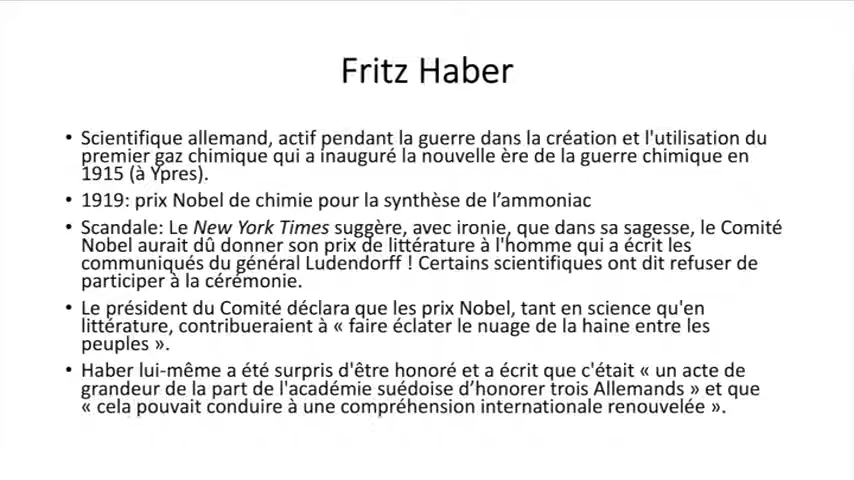 Fritz Haber
• Scientifique allemand, actif pendant la guerre dans la création et l'utilisation du
premier gaz chimique qui a inauguré la nouvelle ère de la guerre chimique en
1915 (à Ypres).
• 1919: prix Nobel de chimie pour la synthèse de l’ammoniac
• Scandale: Le New York Times suggère, avec ironie, que dans sa sagesse, le Comité
Nobel aurait dû donner son prix de littérature à l'homme qui a écrit les
communiqués du général Ludendorff ! Certains scientifiques ont dit refuser de
participer à la cérémonie.
• Le président du Comité déclara que les prix Nobel, tant en science qu'en
littérature, contribueraient à « faire éclater le nuage de la haine entre les
peuples ».
• Haber lui-même a été surpris d'être honoré et a écrit que c'était « un acte de
grandeur de la part de l'académie suédoise d’honorer trois Allemands » et que
« cela pouvait conduire à une compréhension internationale renouvelée ».